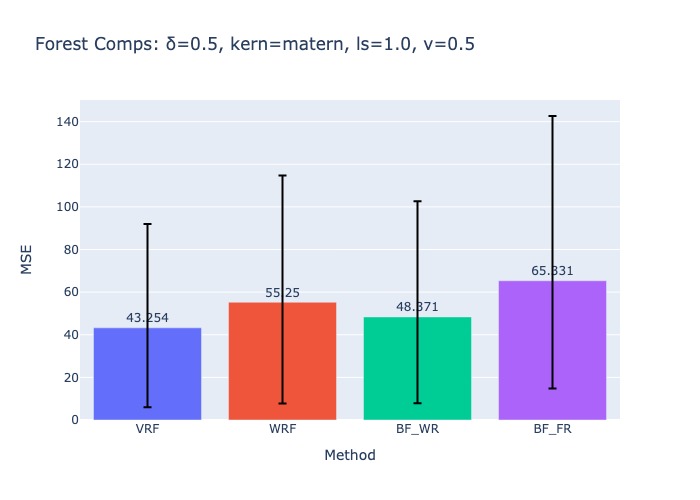 Forest Comps: δ=0.5, kern=matern, ls=1.0, v=0.5
140
120
100
80
60
40
20
0
MSE
43.254
55.25
48.371
65.331
VRF
WRF
BF_WR
BF_FR
Method